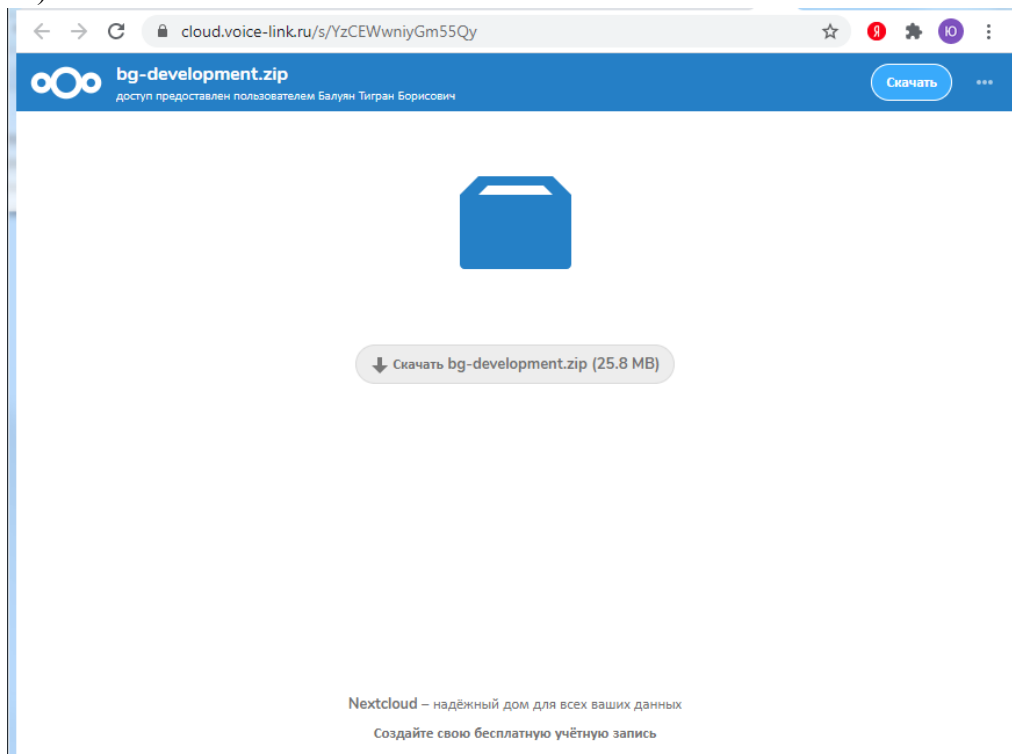 cloud.voice-link.ru/s/YzCEWwniyGm55Qy
Я
Ю
bg-development.zip
доступ предоставлен пользователем Балуян Тигран Борисович
Скачать
Скачать bg-development.zip (25.8 MB)
Nextcloud – надёжный дом для всех ваших данных
Создайте свою бесплатную учётную запись